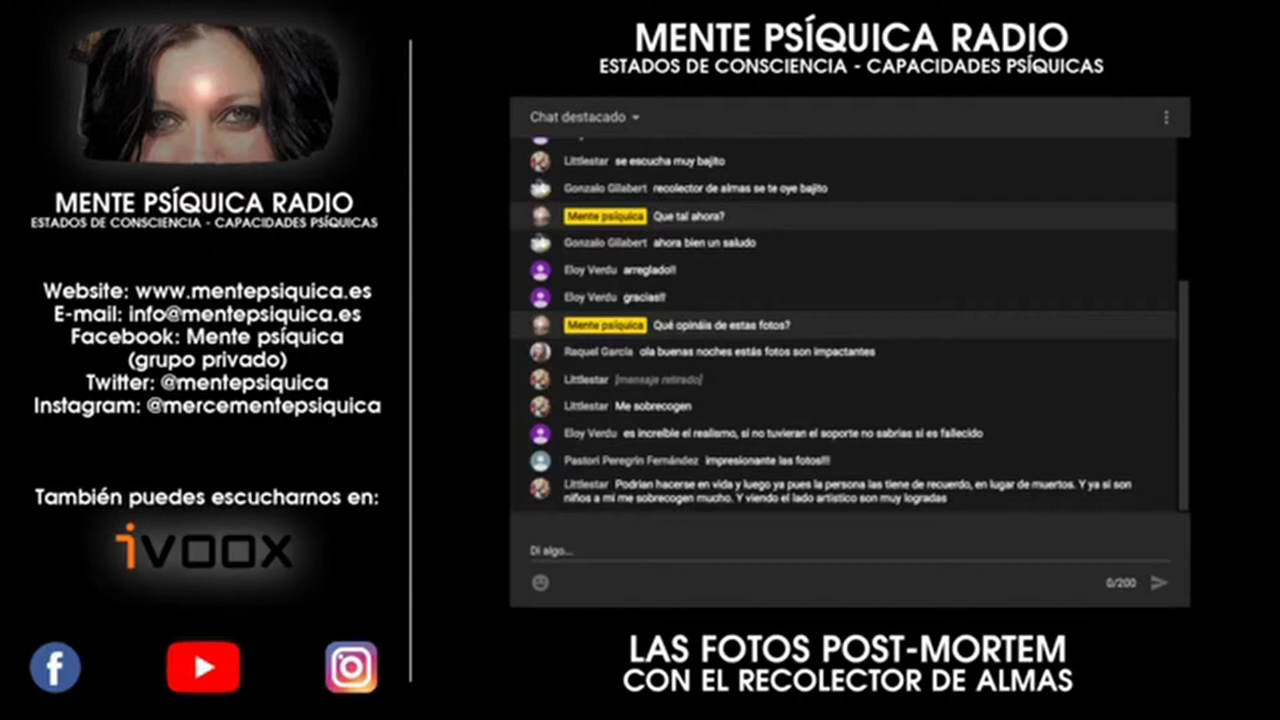 MENTE PSÍQUICA RADIO
ESTADOS DE CONSCIENCIA - CAPACIDADES PSÍQUICAS
Website: www.mentepsiquica.es
E-mail: info@mentepsiquica.es
Facebook: Mente psíquica
(grupo privado)
Twitter: @mentepsiquica
Instagram: @mercementepsiquica
También puedes escucharnos en:
ivoox
MENTE PSÍQUICA RADIO
ESTADOS DE CONSCIENCIA - CAPACIDADES PSÍQUICAS
Chat destacado
Littlestar se escucha muy bajito
Gonzalo Gilabert recolector de almas se te oye bajito
Mente psíquica Que tal ahora?
Gonzalo Gilabert ahora bien un saludo
Eloy Verdu arreglado!!
Eloy Verdu gracias!!
Mente psíquica Qué opináis de estas fotos?
Raquel García ola buenas noches estás fotos son impactantes
Littlestar [mensaje retirado]
Littlestar Me sobrecogen
Eloy Verdu es increíble el realismo, si no tuvieran el soporte no sabrias si es fallecido
Pastori Peregrín Fernández impresionante las fotos!!!
Littlestar Podrían hacerse en vida y luego ya pues la persona las tiene de recuerdo, en lugar de muertos. Y ya si son
niños a mí me sobrecogen mucho. Y viendo el lado artistico son muy logradas
Di algo...
0/200
LAS FOTOS POST-MORTEM
CON EL RECOLECTOR DE ALMAS